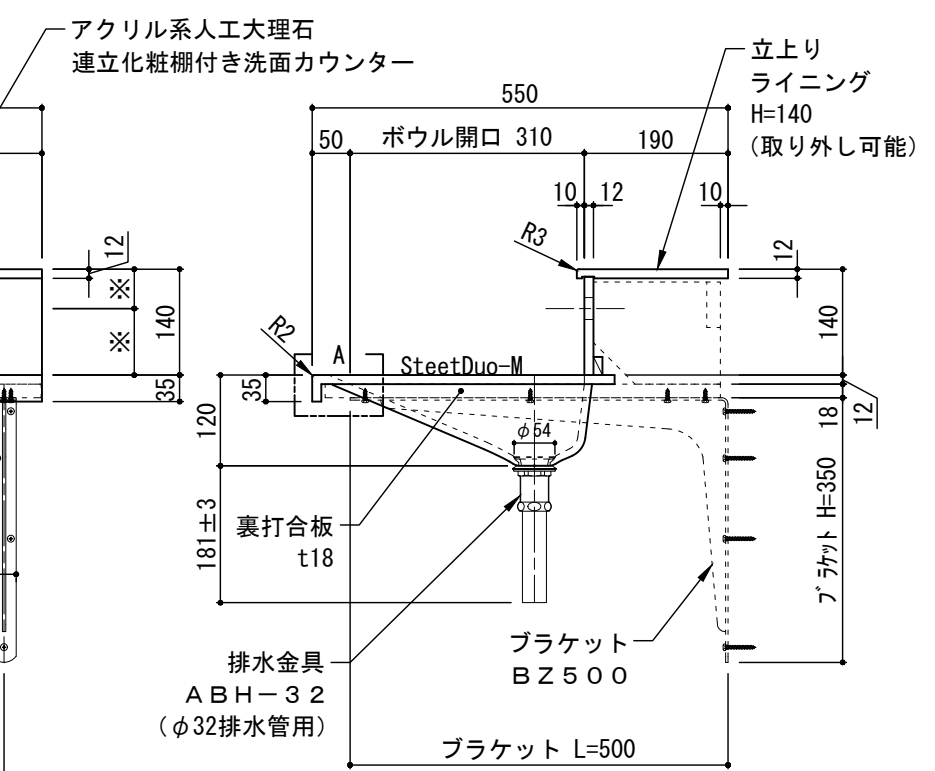 アクリル系人工大理石
連立化粧棚付き洗面カウンター
立上り
ライニング
H=140
(取り外し可能)
550
50
ボウル開口 310
190
10
12
10
12
※
※
140
35
R3
12
R2
A
SteetDuo-M
35
120
140
18
12
φ54
181±3
裏打合板
t18
ブラケット H=350
排水金具
ABH-32
(φ32排水管用)
ブラケット
BZ500
ブラケット L=500